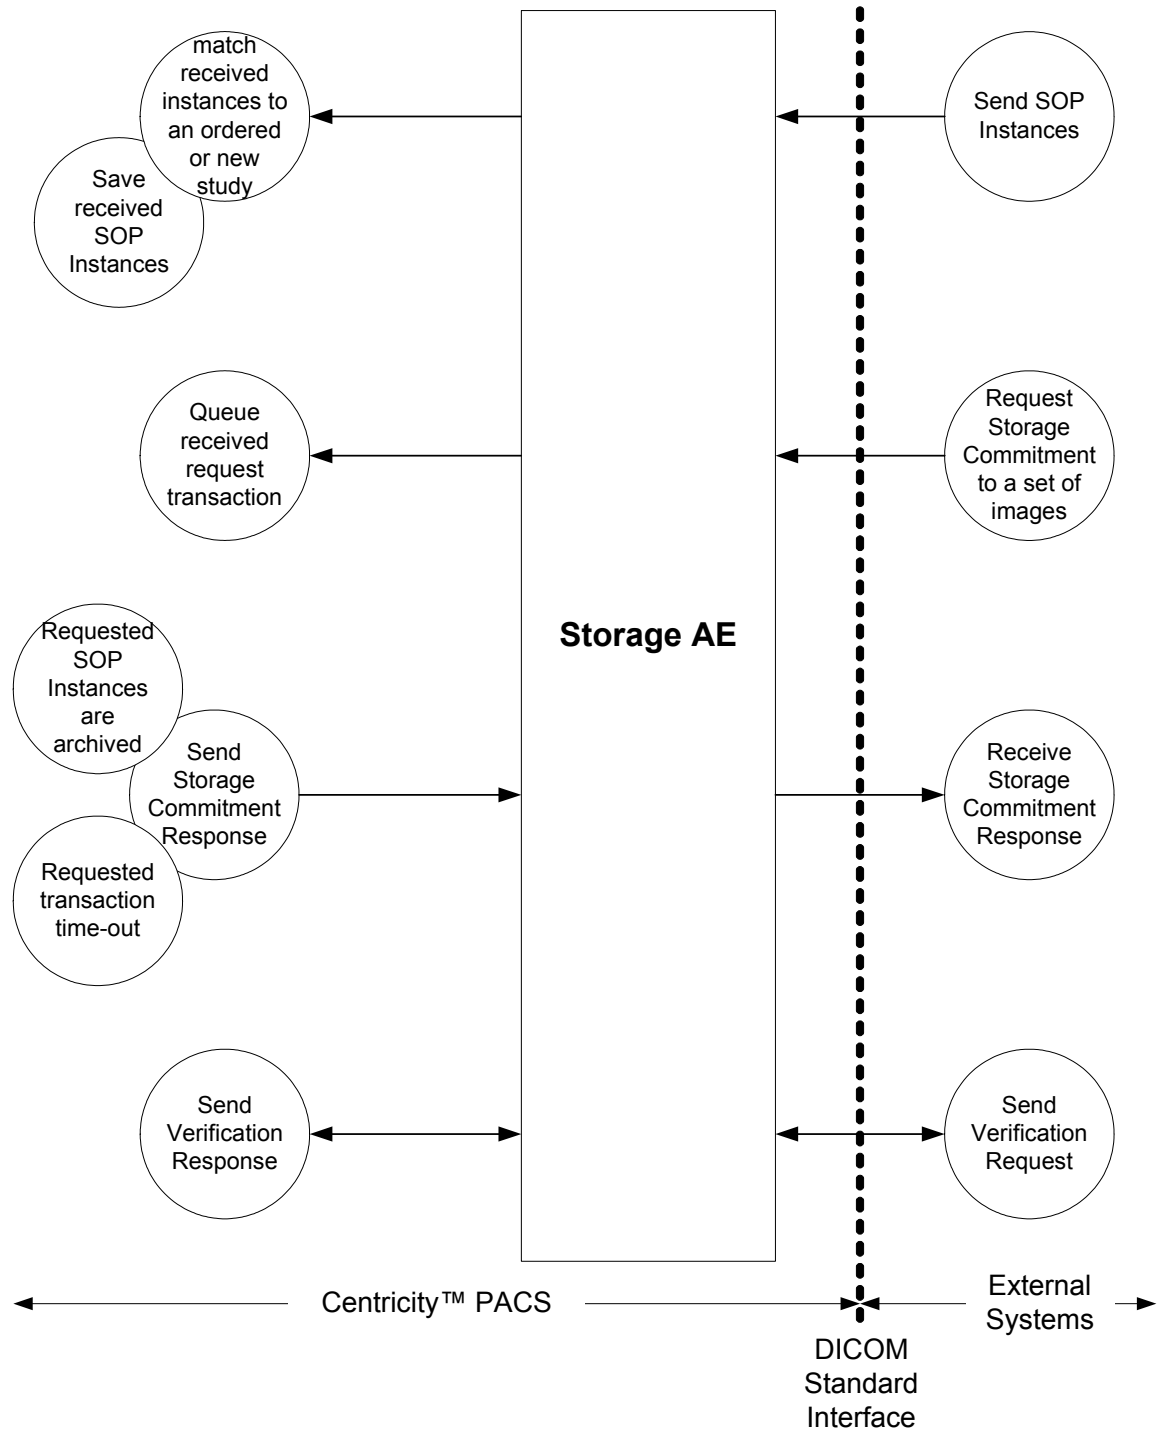 match
received
instances to
an ordered
or new
study
Send SOP
Instances
Save
received
SOP
Instances
Queue
received
request
transaction
Request
Storage
Commitment
to a set of
images
Storage AE
Requested
SOP
Instances
are
archived
Send
Storage
Commitment
Response
Receive
Storage
Commitment
Response
Requested
transaction
time-out
Send
Verification
Response
Send
Verification
Request
Centricity™ PACS
External
Systems
DICOM
Standard
Interface